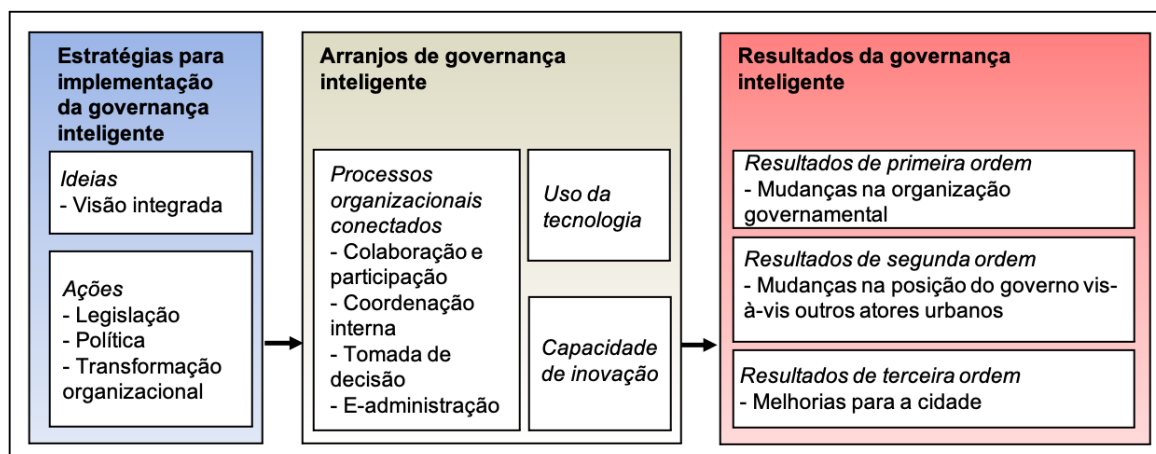 Estratégias para
implementação
da governança
inteligente
Ideias
- Visão integrada
Ações
- Legislação
- Política
- Transformação
organizacional
Arranjos de governança
inteligente
Processos
organizacionais
conectados
- Colaboração e
participação
- Coordenação
interna
- Tomada de
decisão
- E-administração
Uso da
tecnologia
Capacidade
de inovação
Resultados da governança
inteligente
Resultados de primeira ordem
- Mudanças na organização
governamental
Resultados de segunda ordem
- Mudanças na posição do governo vis-
à-vis outros atores urbanos
Resultados de terceira ordem
- Melhorias para a cidade